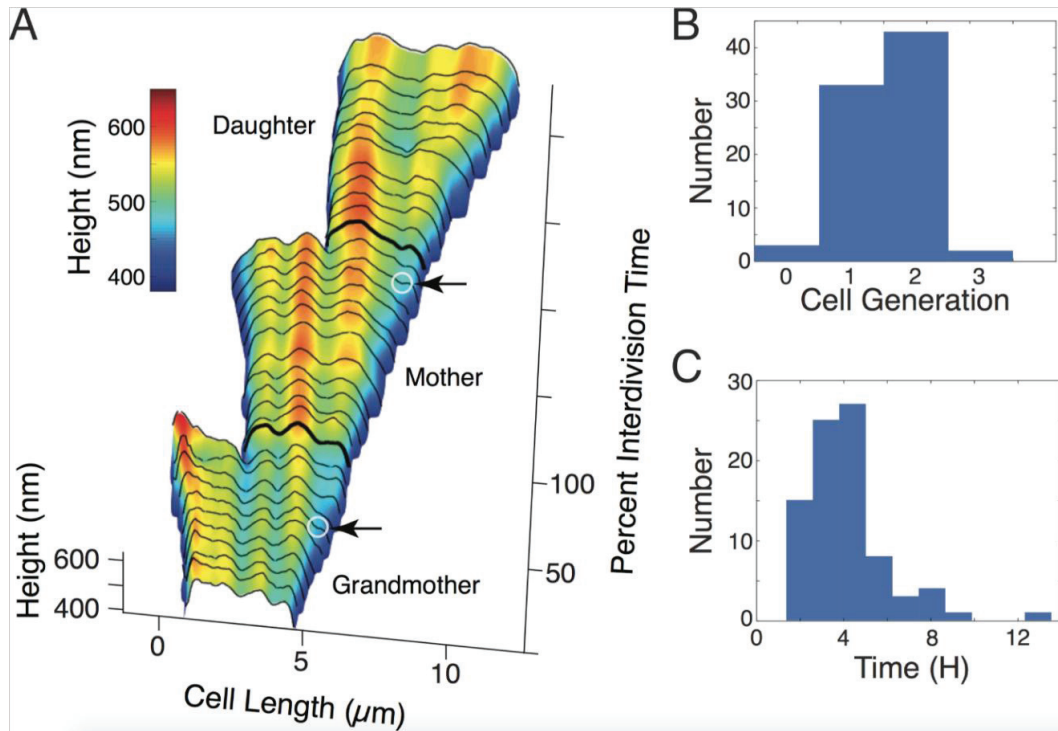 A
Height (nm)
600
500
400
Daughter
Mother
Grandmother
Height (nm)
600
400
0
5
10
Cell Length (µm)
50
100
Percent Interdivision Time
B
Number
40
30
20
10
0
0
1
2
3
Cell Generation
C
Number
30
20
10
0
0
4
8
12
Time (H)